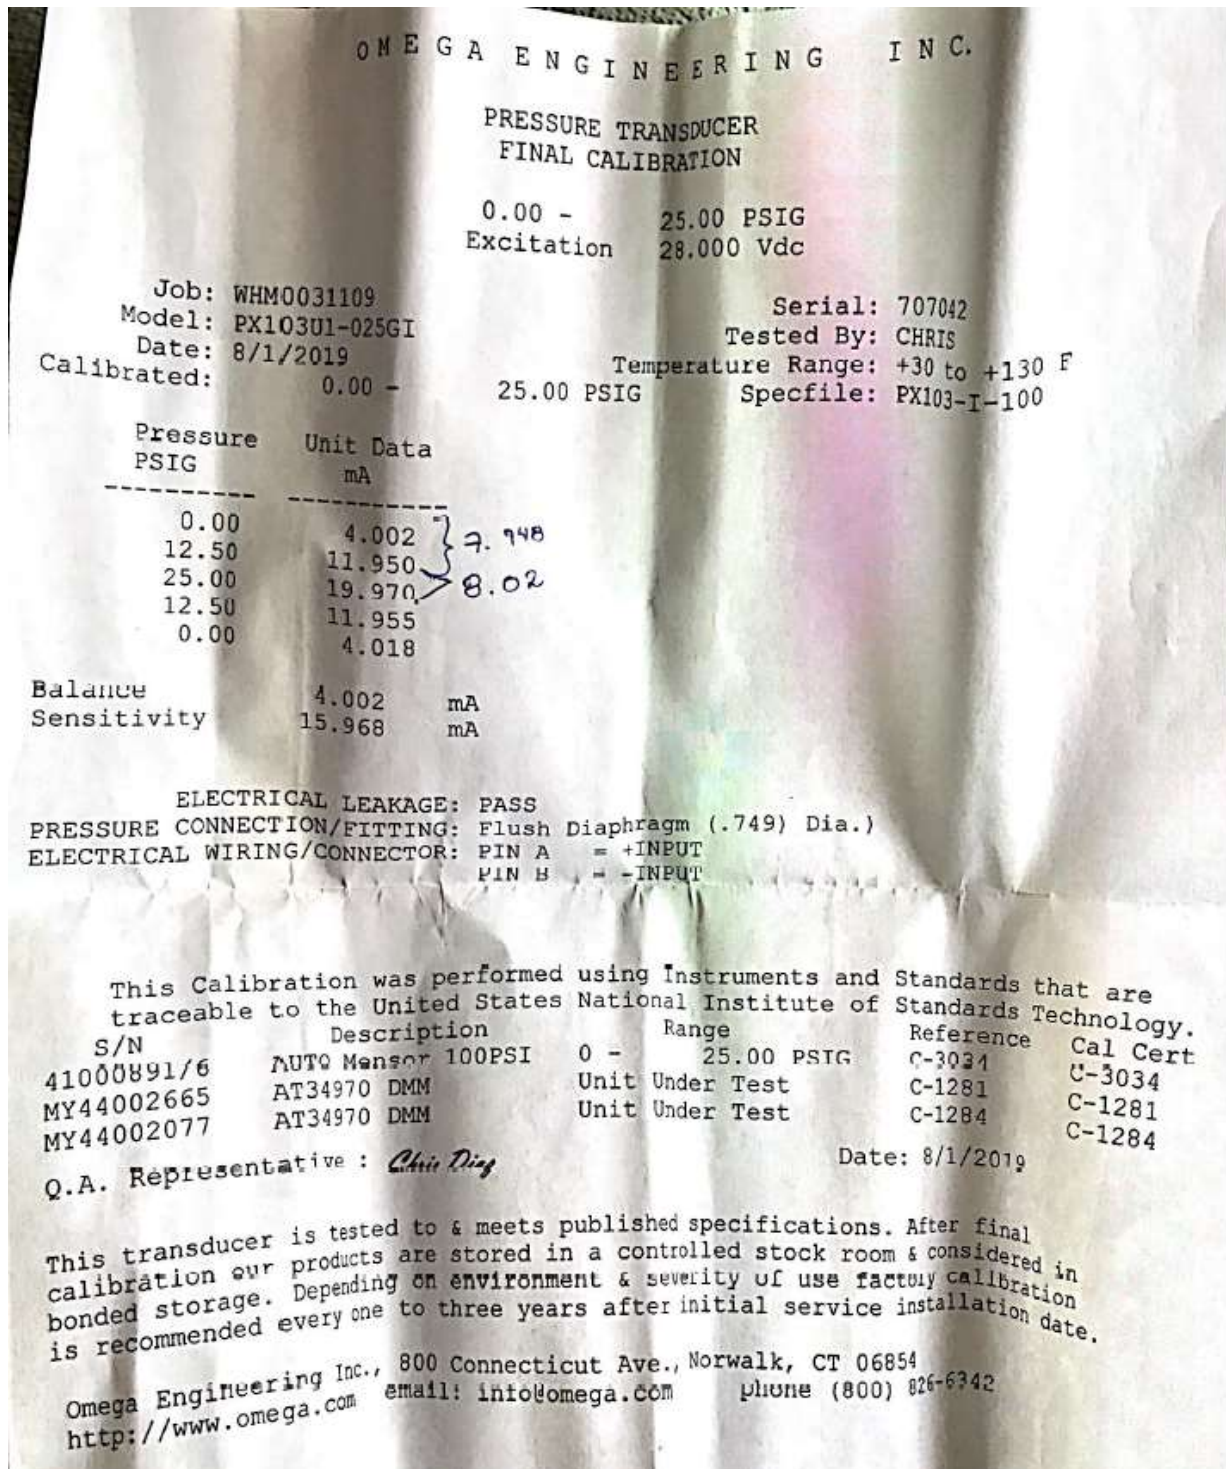 OMEGA ENGINEERING INC.
PRESSURE TRANSDUCER
FINAL CALIBRATION
0.00 - 25.00 PSIG
Excitation 28.000 Vdc
Job: WHM0031109
Serial: 707042
Model: PX103U1-025GI
Tested By: CHRIS
Date: 8/1/2019
Temperature Range: +30 to +130 F
Calibrated: 0.00 - 25.00 PSIG
Specfile: PX103-I-100
Pressure Unit Data
PSIG mA
0.00 4.002 7.948
12.50 11.950
25.00 19.970 8.02
12.50 11.955
0.00 4.018
Balance 4.002 mA
Sensitivity 15.968 mA
ELECTRICAL LEAKAGE: PASS
PRESSURE CONNECTION/FITTING: Flush Diaphragm (.749) Dia.)
ELECTRICAL WIRING/CONNECTOR: PIN A = +INPUT
PIN B = -INPUT
This Calibration was performed using Instruments and Standards that are
traceable to the United States National Institute of Standards Technology.
S/N Description Range Reference Cal Cert
41000891/6 AUTO Mensor 100PSI 0 - 25.00 PSIG C-3034 C-3034
MY44002665 AT34970 DMM Unit Under Test C-1281 C-1281
MY44002077 AT34970 DMM Unit Under Test C-1284 C-1284
Q.A. Representative : Chris Diaz Date: 8/1/2019
This transducer is tested to & meets published specifications. After final
calibration our products are stored in a controlled stock room & considered in
bonded storage. Depending on environment & severity of use factory calibration
is recommended every one to three years after initial service installation date.
Omega Engineering Inc., 800 Connecticut Ave., Norwalk, CT 06854
http://www.omega.com email: info@omega.com phone (800) 826-6342